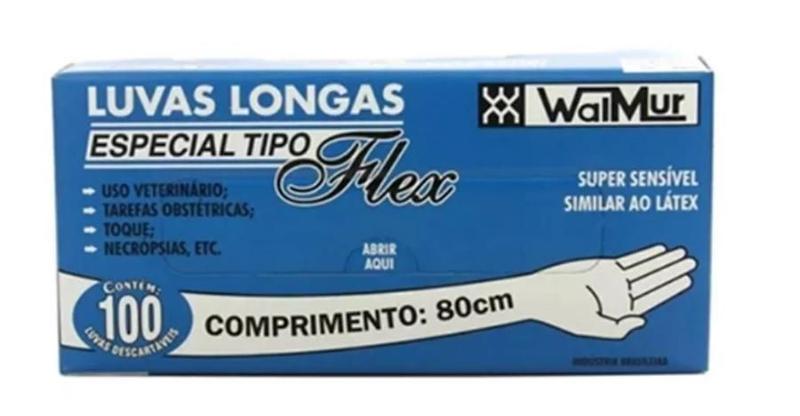 LUVAS LONGAS
WalMur
ESPECIAL TIPO
Flex
USO VETERINÁRIO;
TAREFAS OBSTÉTRICAS;
TOQUE;
NECRÓPSIAS, ETC.
SUPER SENSÍVEL
SIMILAR AO LÁTEX
ABRIR
AQUI
CONTÉM:
100
LUVAS DESCARTÁVEIS
COMPRIMENTO: 80cm
INDÚSTRIA BRASILEIRA